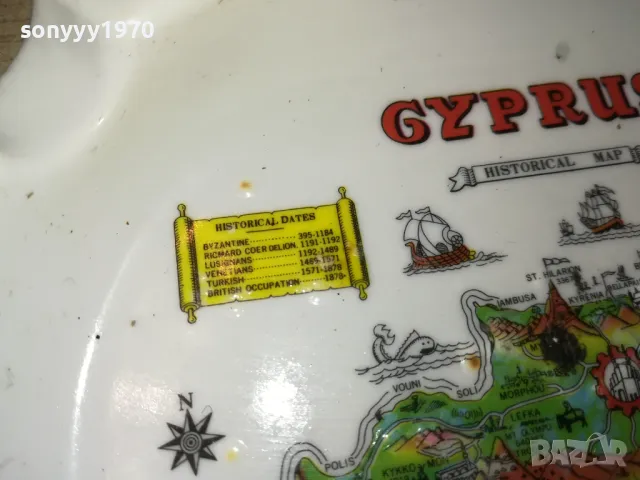 sonyyy1970
CYPRUS
HISTORICAL MAP
HISTORICAL DATES
BYZANTINE 395-1184
RICHARD COER DELION. 1191-1192
LUSIGNANS 1192-1489
VENETIANS 1489-1571
TURKISH 1571-1878
BRITISH OCCUPATION 1878-
ST. HILARION
KYRENIA
VOUNI
SOLI
MORPHOU
LEFKA
N
POLIS
KYKKO
bazar